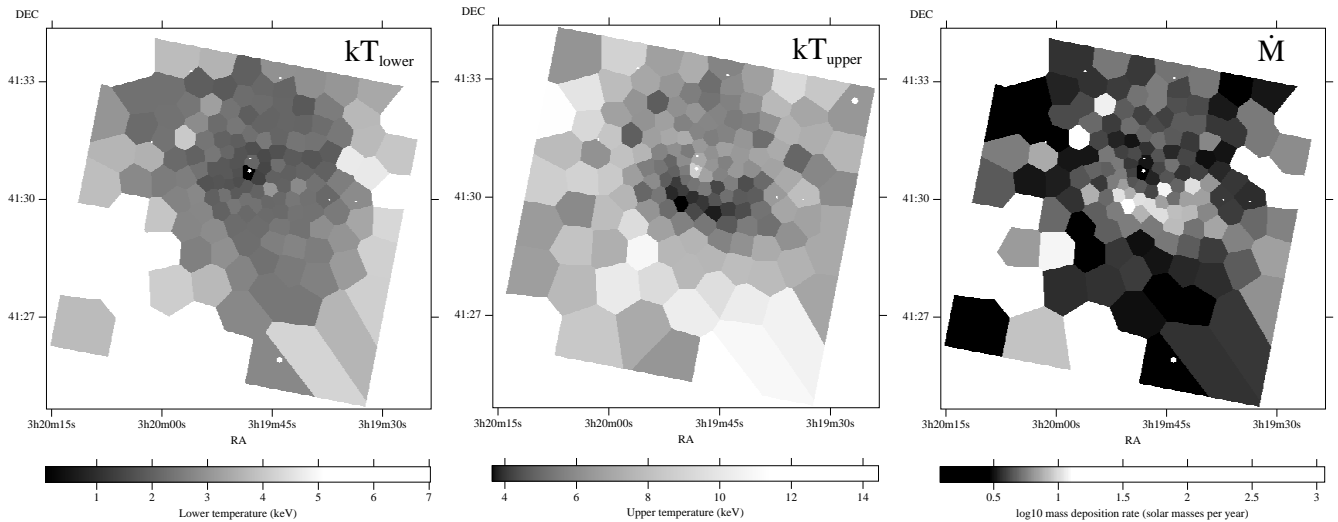 DEC
kT lower
41:33
41:30
41:27
3h20m15s 3h20m00s 3h19m45s 3h19m30s
RA
1 2 3 4 5 6 7
Lower temperature (keV)
DEC
kT upper
41:33
41:30
41:27
3h20m00s 3h19m45s 3h19m30s
RA
4 6 8 10 12 14
Upper temperature (keV)
DEC
Ṁ
41:33
41:30
41:27
3h20m15s 3h20m00s 3h19m45s 3h19m30s
RA
0.5 1 1.5 2 2.5 3
log10 mass deposition rate (solar masses per year)